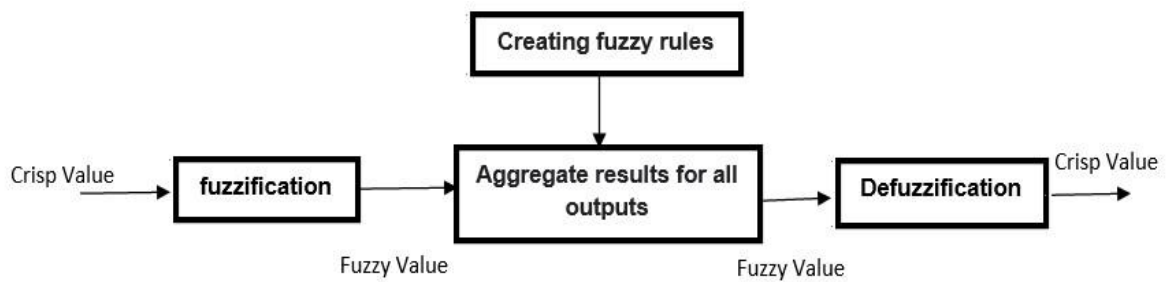 Creating fuzzy rules
Crisp Value
fuzzification
Aggregate results for all
outputs
Defuzzification
Crisp Value
Fuzzy Value
Fuzzy Value